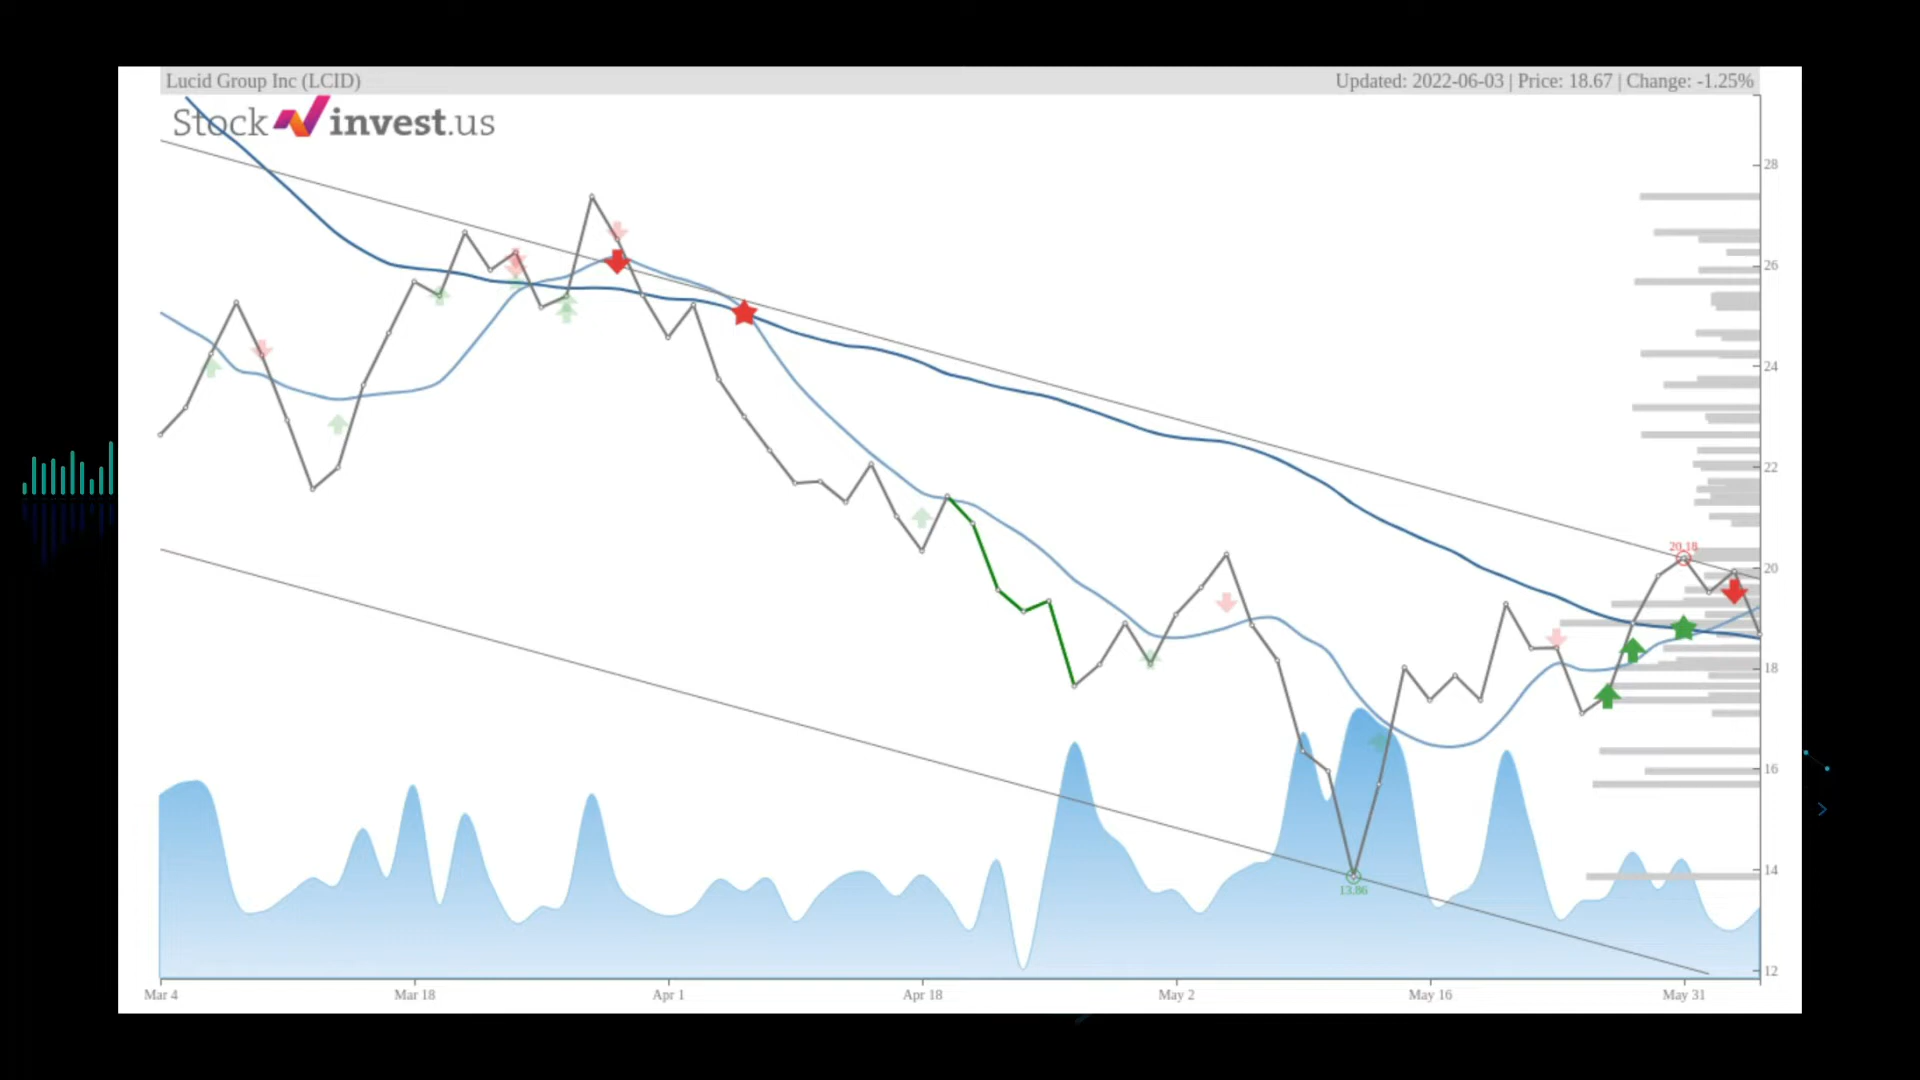 Lucid Group Inc (LCID)
Updated: 2022-06-03 | Price: 18.67 | Change: -1.25%
Stock invest.us
28
26
24
22
20.18
20
18
16
14
13.86
12
Mar 4
Mar 18
Apr 1
Apr 18
May 2
May 16
May 31